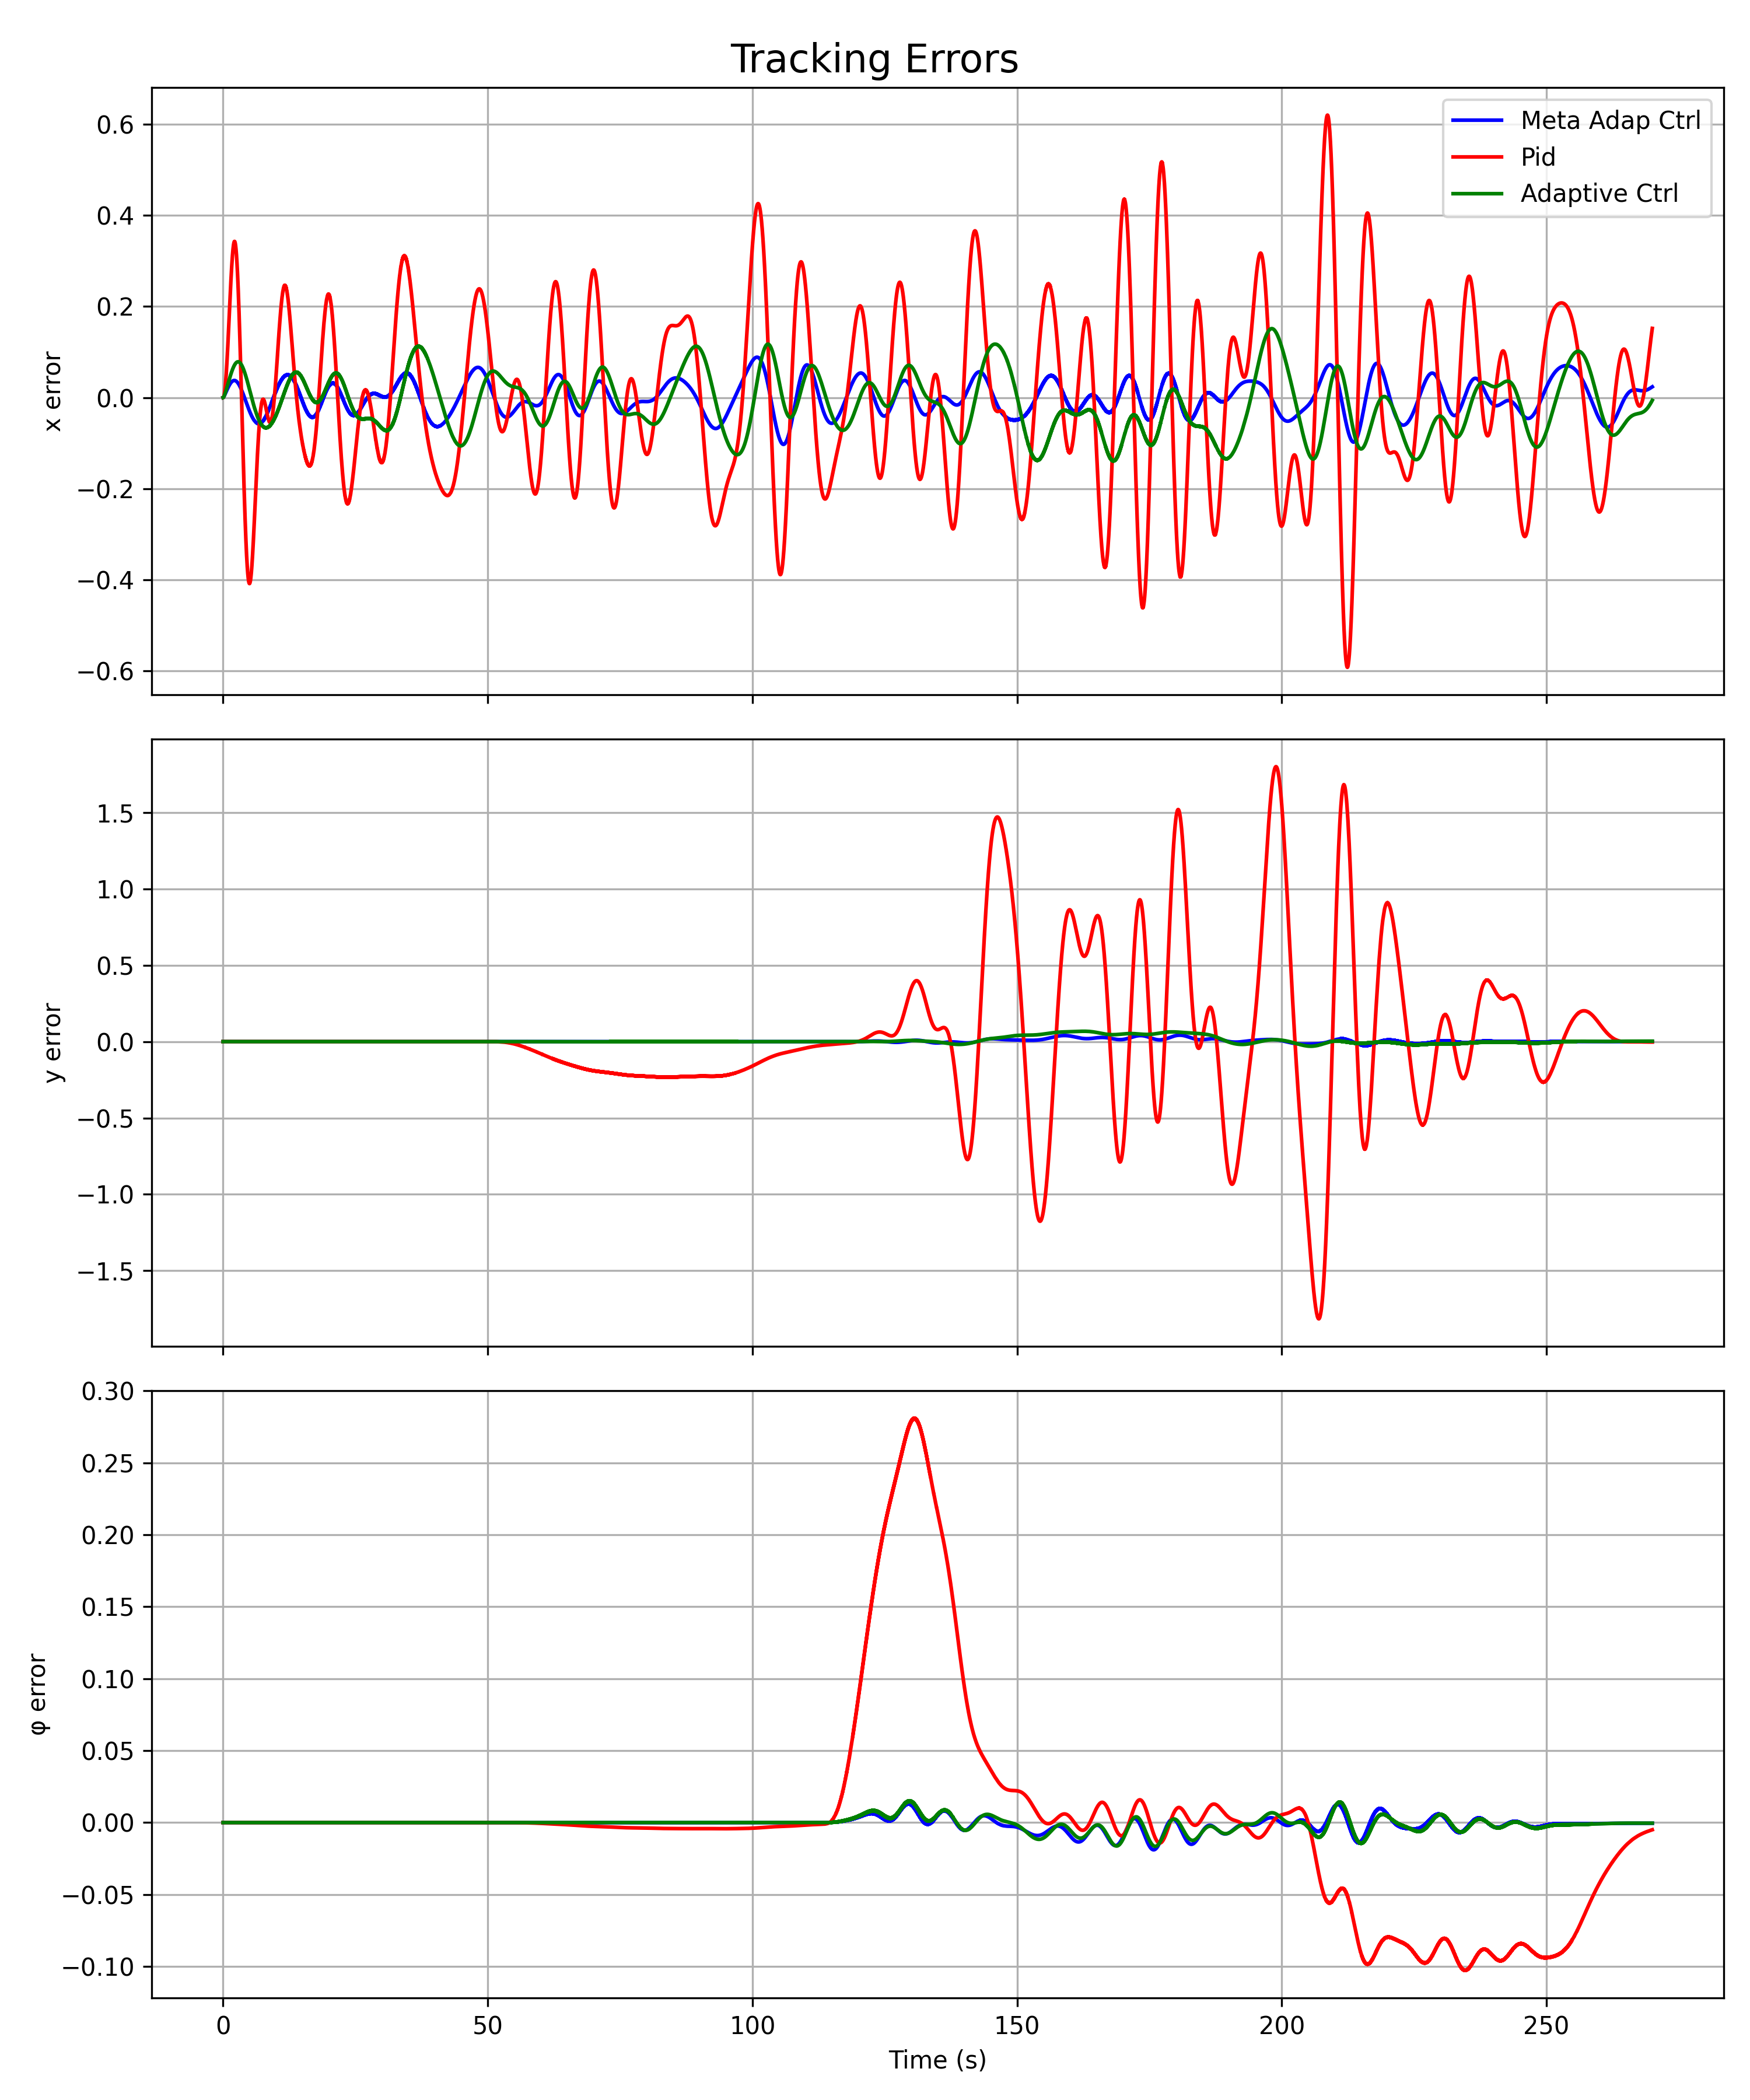 Tracking Errors
Meta Adap Ctrl
Pid
Adaptive Ctrl
x error
0.6
0.4
0.2
0.0
−0.2
−0.4
−0.6
y error
1.5
1.0
0.5
0.0
−0.5
−1.0
−1.5
φ error
0.30
0.25
0.20
0.15
0.10
0.05
0.00
−0.05
−0.10
0 50 100 150 200 250
Time (s)